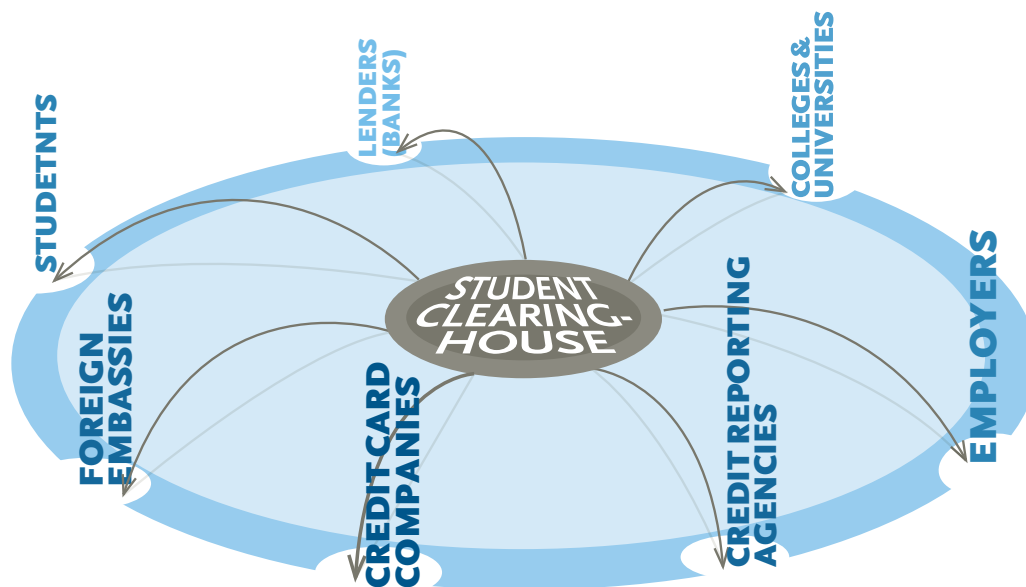 STUDETNTS
LENDERS
(BANKS)
COLLEGES &
UNIVERSITIES
EMPLOYERS
CREDIT REPORTING
AGENCIES
CREDIT CARD
COMPANIES
FOREIGN
EMBASSIES
STUDENT
CLEARING-
HOUSE